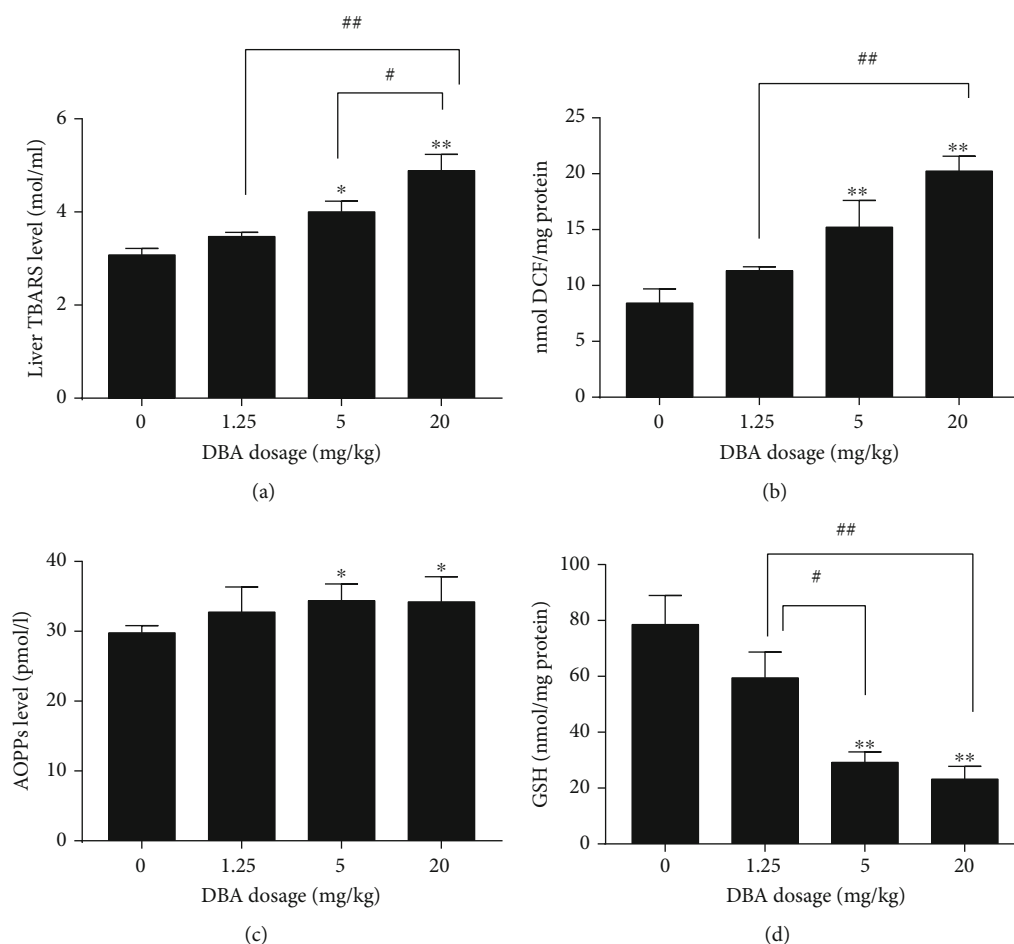 ##
#
**
*
6
4
2
0
Liver TBARS level (mol/ml)
0 1.25 5 20
DBA dosage (mg/kg)
(a)
##
**
**
25
20
15
10
5
0
nmol DCF/mg protein
0 1.25 5 20
DBA dosage (mg/kg)
(b)
* *
40
30
20
10
0
AOPPs level (pmol/l)
0 1.25 5 20
DBA dosage (mg/kg)
(c)
##
#
**
**
100
80
60
40
20
0
GSH (nmol/mg protein)
0 1.25 5 20
DBA dosage (mg/kg)
(d)